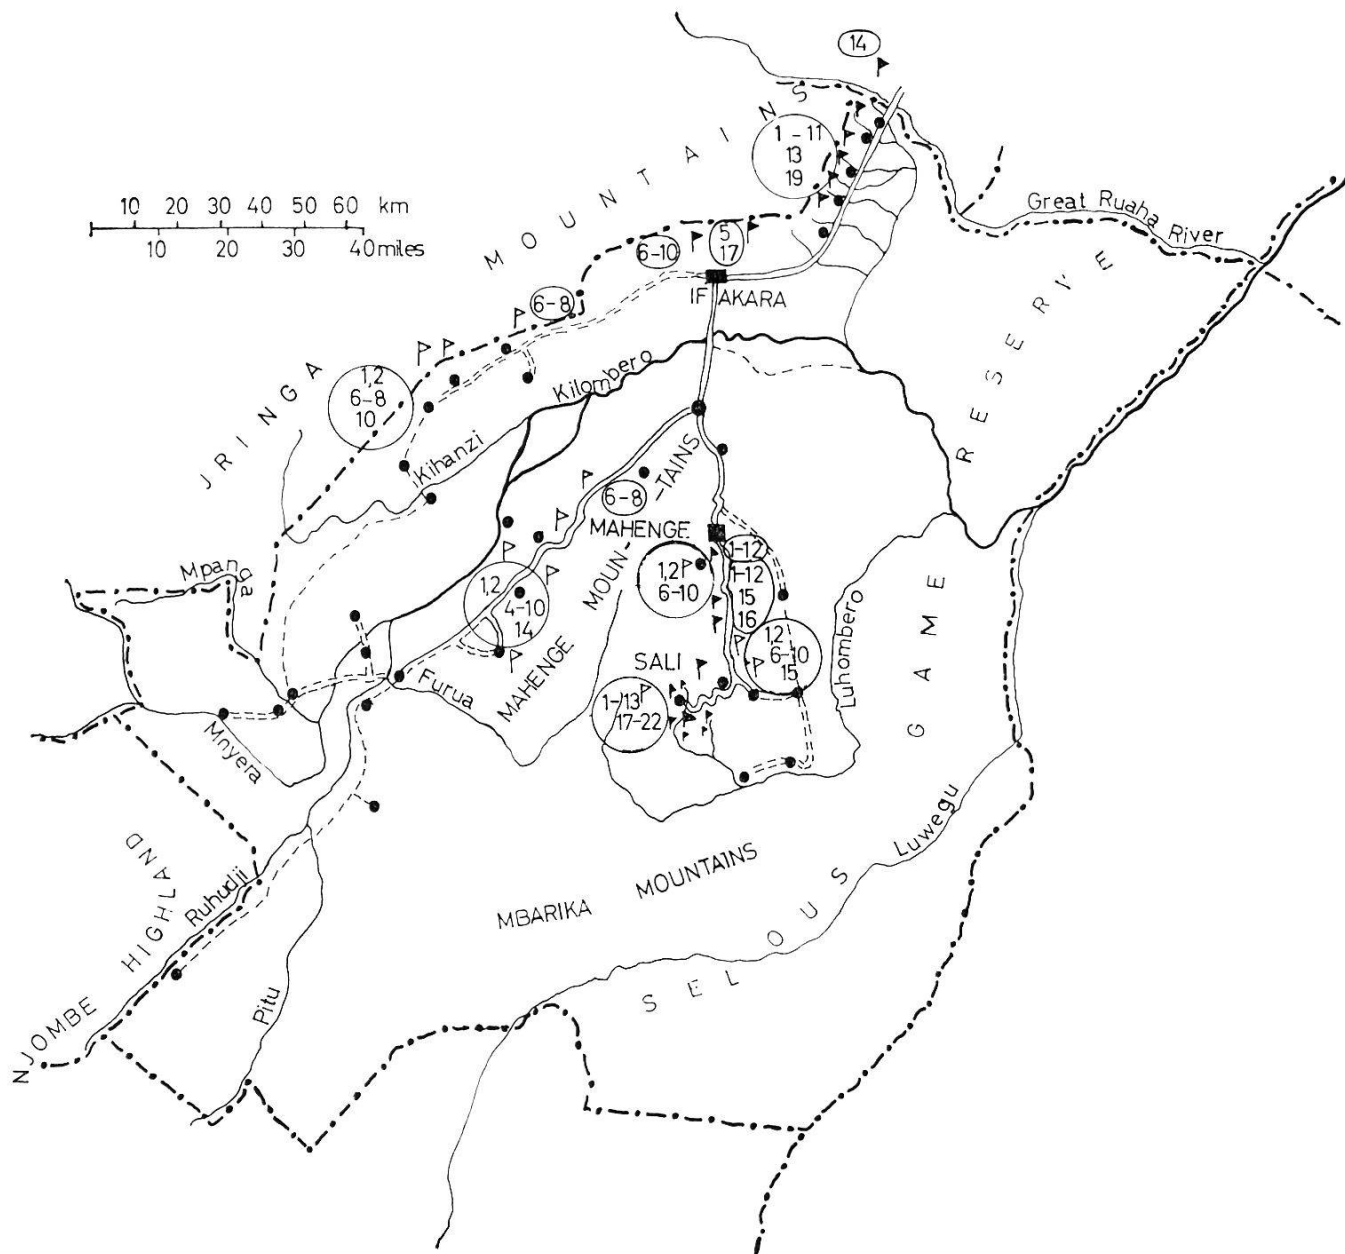 14
1-11
13
19
MOUNTAINS
JRINGA
10 20 30 40 50 60 km
10 20 30 40 miles
Great Ruaha River
6-10
5
17
IFAKARA
6-8
RESERVE
GAME
SELOUS
1,2
6-8
10
Kilombero
Kihanzi
6-8
MAHENGE
MAHENGE MOUN-
-TAINS
1-12
1-12
15
16
1,2
6-10
1,2
4-10
14
1,2
6-10
15
Mpanga
Luhombero
SALI
1-13
17-22
Furua
Mnyera
Luwegu
MBARIKA MOUNTAINS
Ruhudji
Pitu
NJOMBE HIGHLAND